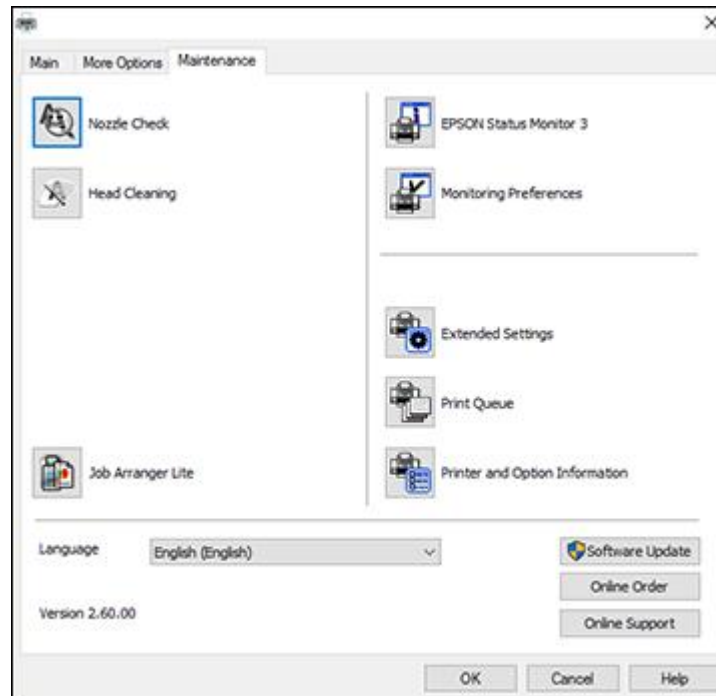 Main
More Options
Maintenance
Nozzle Check
Head Cleaning
Job Arranger Lite
EPSON Status Monitor 3
Monitoring Preferences
Extended Settings
Print Queue
Printer and Option Information
Language
English (English)
Software Update
Online Order
Version 2.60.00
Online Support
OK
Cancel
Help